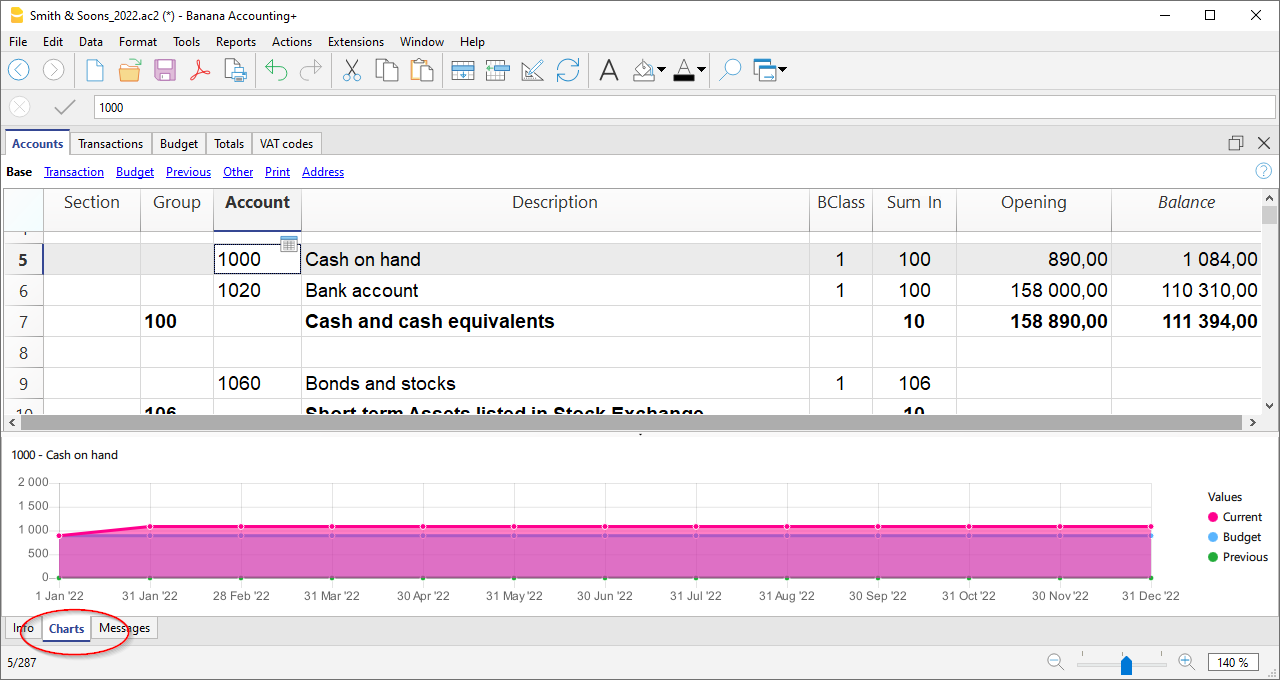 Smith & Soons_2022.ac2 (*) - Banana Accounting+
File Edit Data Format Tools Reports Actions Extensions Window Help
1000
Accounts Transactions Budget Totals VAT codes
Base Transaction Budget Previous Other Print Address
Section Group Account Description BClass Sum In Opening Balance
5 1000 Cash on hand 1 100 890,00 1 084,00
6 1020 Bank account 1 100 158 000,00 110 310,00
7 100 Cash and cash equivalents 10 158 890,00 111 394,00
8
9 1060 Bonds and stocks 1 106
10 106 Short term Assets listed in Stock Exchange 10
1000 - Cash on hand
2 000
1 500
1 000
500
0
1 Jan '22 31 Jan '22 28 Feb '22 31 Mar '22 30 Apr '22 31 May '22 30 Jun '22 31 Jul '22 31 Aug '22 30 Sep '22 31 Oct '22 30 Nov '22 31 Dec '22
Values
Current
Budget
Previous
Info Charts Messages
5/287
140 %